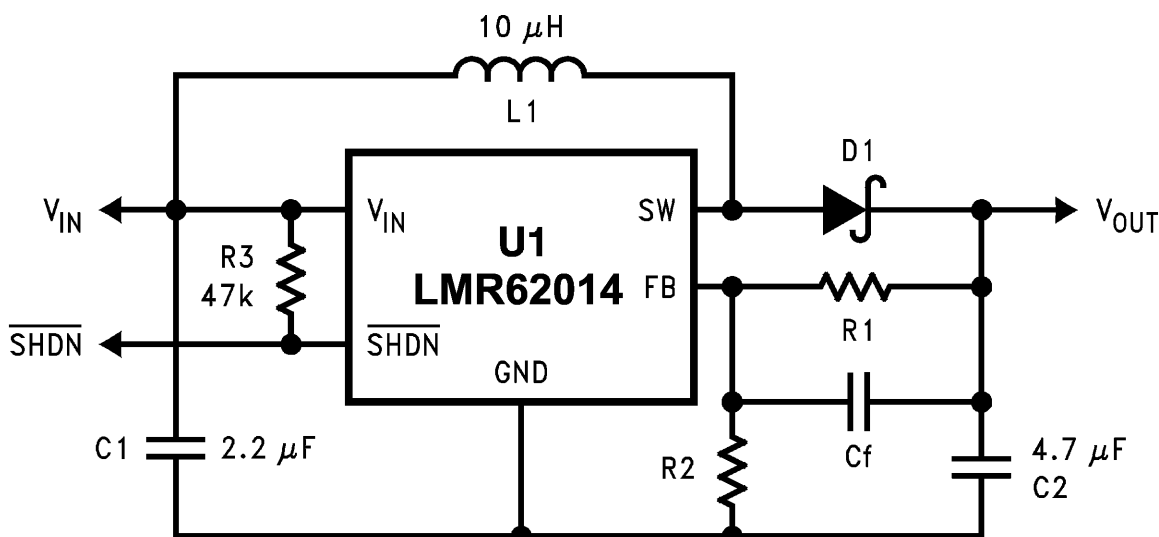 10 μH
L1
D1
V_IN
V_IN
SW
V_OUT
U1
LMR62014
R3
47k
FB
R1
SHDN
SHDN
GND
C1
2.2 μF
R2
Cf
4.7 μF
C2